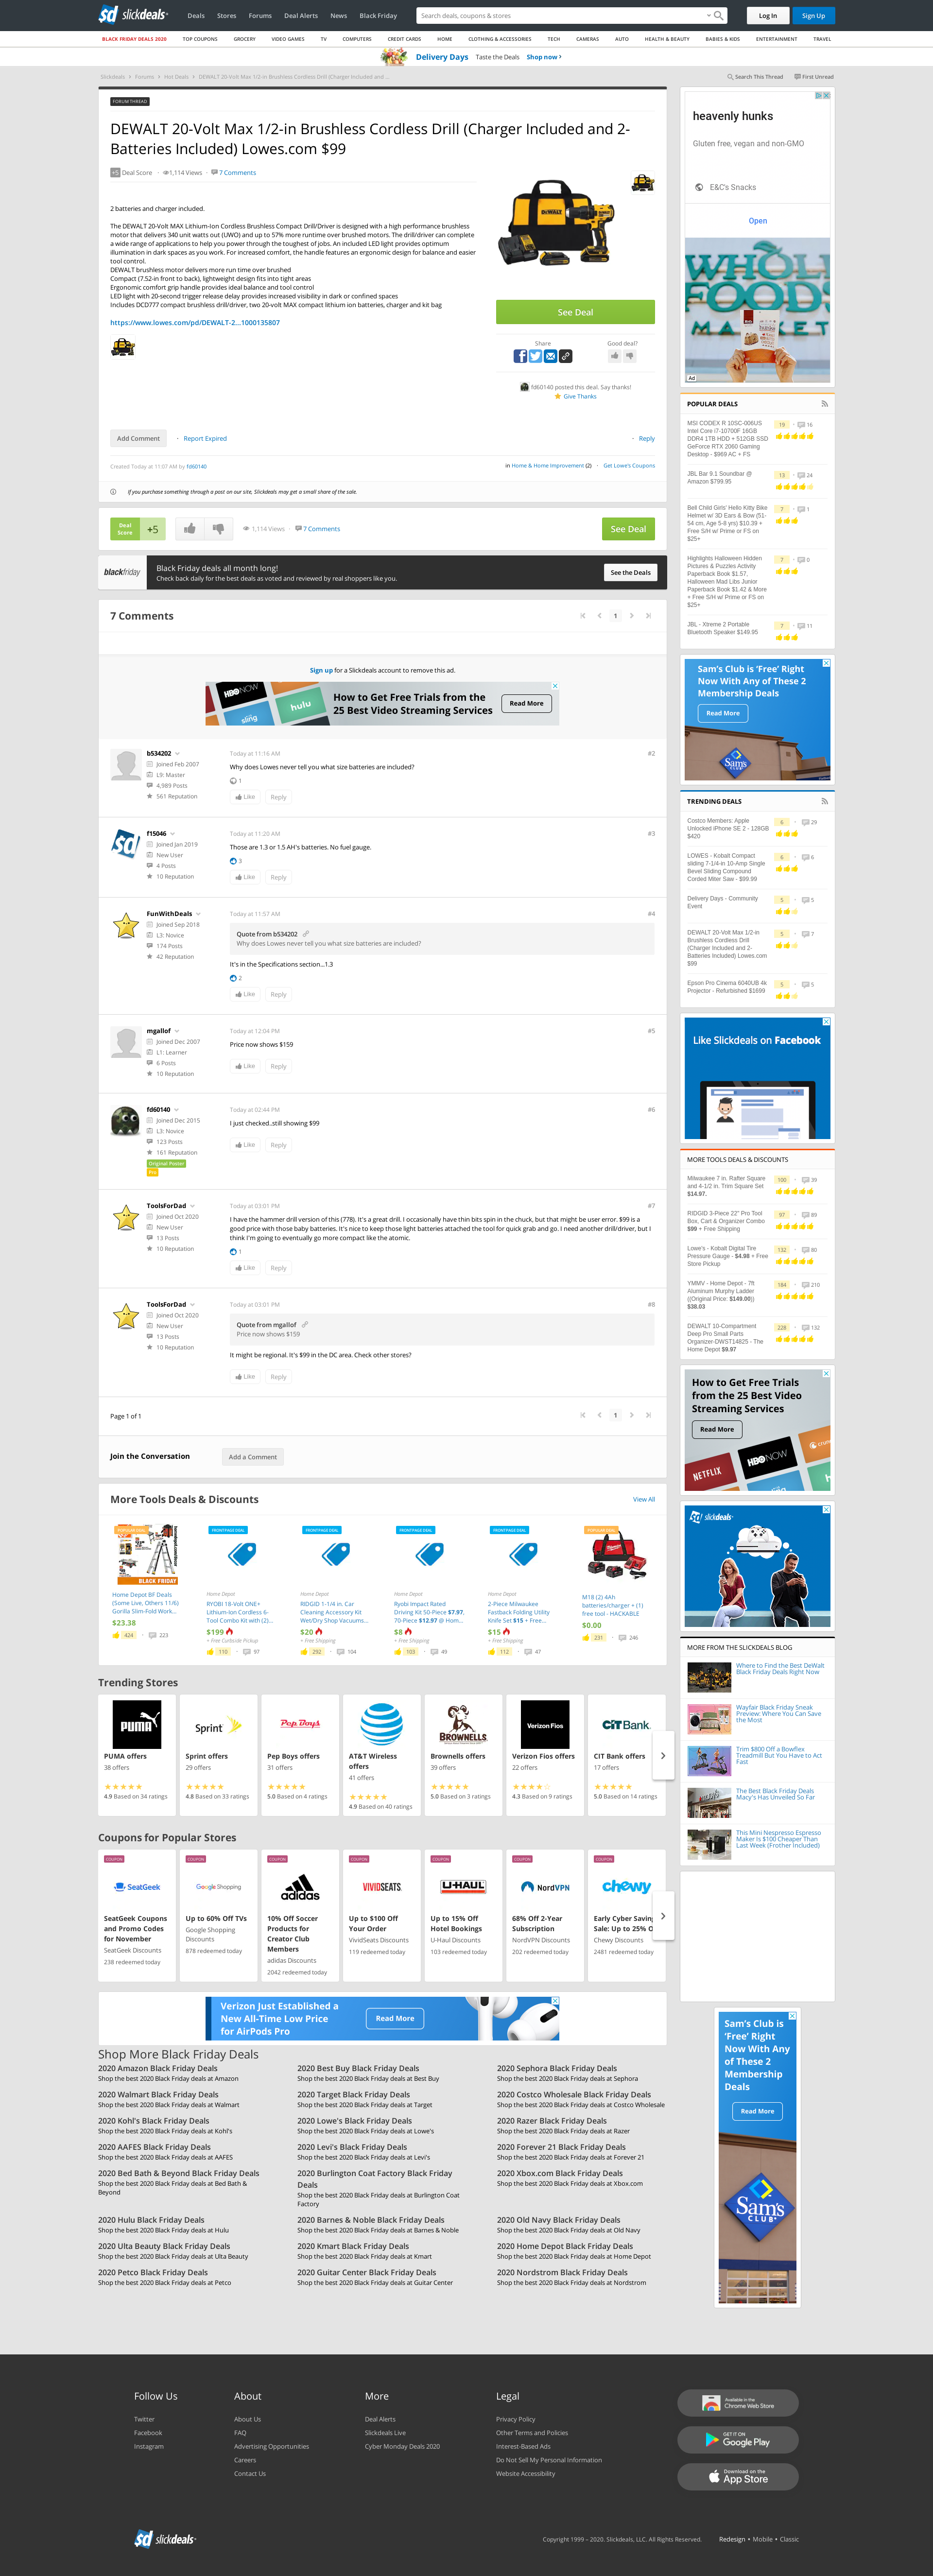 slickdeals
Deals
Stores
Forums
Deal Alerts
News
Black Friday
Search deals, coupons & stores
Log In
Sign Up
BLACK FRIDAY DEALS 2020
TOP COUPONS
GROCERY
VIDEO GAMES
TV
COMPUTERS
CREDIT CARDS
HOME
CLOTHING & ACCESSORIES
TECH
CAMERAS
AUTO
HEALTH & BEAUTY
BABIES & KIDS
ENTERTAINMENT
TRAVEL
Delivery Days Taste the Deals Shop now
Slickdeals
Forums
Hot Deals
DEWALT 20-Volt Max 1/2-in Brushless Cordless Drill (Charger Included and ...
Search This Thread
First Unread
FORUM THREAD
DEWALT 20-Volt Max 1/2-in Brushless Cordless Drill (Charger Included and 2-
Batteries Included) Lowes.com $99
+5 Deal Score
1,114 Views
7 Comments
2 batteries and charger included.
The DEWALT 20-Volt MAX Lithium-Ion Cordless Brushless Compact Drill/Driver is designed with a high performance brushless
motor that delivers 340 unit watts out (UWO) and up to 57% more runtime over brushed motors. The drill/driver can complete
a wide range of applications to help you power through the toughest of jobs. An included LED light provides optimum
illumination in dark spaces as you work. For increased comfort, the handle features an ergonomic design for balance and easier
tool control.
DEWALT brushless motor delivers more run time over brushed
Compact (7.52-in front to back), lightweight design fits into tight areas
Ergonomic comfort grip handle provides ideal balance and tool control
LED light with 20-second trigger release delay provides increased visibility in dark or confined spaces
Includes DCD777 compact brushless drill/driver, two 20-volt MAX compact lithium ion batteries, charger and kit bag
https://www.lowes.com/pd/DEWALT-2...1000135807
See Deal
Share
Good deal?
fd60140 posted this deal. Say thanks!
Give Thanks
Add Comment
Report Expired
Reply
Created Today at 11:07 AM by fd60140
in Home & Home Improvement (2)
Get Lowe's Coupons
If you purchase something through a post on our site, Slickdeals may get a small share of the sale.
Deal Score +5
1,114 Views
7 Comments
See Deal
blackfriday
Black Friday deals all month long!
Check back daily for the best deals as voted and reviewed by real shoppers like you.
See the Deals
7 Comments
1
Sign up for a Slickdeals account to remove this ad.
HBO NOW
sling
hulu
How to Get Free Trials from the
25 Best Video Streaming Services
Read More
b534202
Joined Feb 2007
L9: Master
4,989 Posts
561 Reputation
Today at 11:16 AM
#2
Why does Lowes never tell you what size batteries are included?
1
Like
Reply
f15046
Joined Jan 2019
New User
4 Posts
10 Reputation
Today at 11:20 AM
#3
Those are 1.3 or 1.5 AH's batteries. No fuel gauge.
3
Like
Reply
FunWithDeals
Joined Sep 2018
L3: Novice
174 Posts
42 Reputation
Today at 11:57 AM
#4
Quote from b534202
Why does Lowes never tell you what size batteries are included?
It's in the Specifications section...1.3
2
Like
Reply
mgallof
Joined Dec 2007
L1: Learner
6 Posts
10 Reputation
Today at 12:04 PM
#5
Price now shows $159
Like
Reply
fd60140
Joined Dec 2015
L3: Novice
123 Posts
161 Reputation
Original Poster
Pro
Today at 02:44 PM
#6
I just checked..still showing $99
Like
Reply
ToolsForDad
Joined Oct 2020
New User
13 Posts
10 Reputation
Today at 03:01 PM
#7
I have the hammer drill version of this (778). It's a great drill. I occasionally have thin bits spin in the chuck, but that might be user error. $99 is a
good price with those baby batteries. It's nice to keep those light batteries attached the tool for quick grab and go. I never need another drill/driver, but I
think I'm going to eventually go more compact like the atomic.
1
Like
Reply
ToolsForDad
Joined Oct 2020
New User
13 Posts
10 Reputation
Today at 03:01 PM
#8
Quote from mgallof
Price now shows $159
It might be regional. It's $99 in the DC area. Check other stores?
Like
Reply
Page 1 of 1
1
Join the Conversation
Add a Comment
More Tools Deals & Discounts
View All
POPULAR DEAL
BLACK FRIDAY
Home Depot BF Deals
(Some Live, Others 11/6)
Gorilla Slim-Fold Work...
$23.38
424
223
FRONTPAGE DEAL
Home Depot
RYOBI 18-Volt ONE+
Lithium-Ion Cordless 6-
Tool Combo Kit with (2)...
$199
+ Free Curbside Pickup
110
97
FRONTPAGE DEAL
Home Depot
RIDGID 1-1/4 in. Car
Cleaning Accessory Kit
Wet/Dry Shop Vacuums...
$20
+ Free Shipping
292
104
FRONTPAGE DEAL
Home Depot
Ryobi Impact Rated
Driving Kit 50-Piece $7.97,
70-Piece $12.97 @ Hom...
$8
+ Free Shipping
103
49
FRONTPAGE DEAL
Home Depot
2-Piece Milwaukee
Fastback Folding Utility
Knife Set $15 + Free...
$15
+ Free Shipping
112
47
POPULAR DEAL
M18 (2) 4Ah
batteries/charger + (1)
free tool - HACKABLE
$0.00
231
246
Trending Stores
PUMA
PUMA offers
38 offers
4.9 Based on 34 ratings
Sprint
Sprint offers
29 offers
4.8 Based on 33 ratings
Pep Boys
Pep Boys offers
31 offers
5.0 Based on 4 ratings
AT&T
AT&T Wireless
offers
41 offers
4.9 Based on 40 ratings
BROWNELLS
Brownells offers
39 offers
5.0 Based on 3 ratings
Verizon Fios
Verizon Fios offers
22 offers
4.3 Based on 9 ratings
CIT Bank
CIT Bank offers
17 offers
5.0 Based on 14 ratings
Coupons for Popular Stores
COUPON
SeatGeek
SeatGeek Coupons
and Promo Codes
for November
SeatGeek Discounts
238 redeemed today
COUPON
Google Shopping
Up to 60% Off TVs
Google Shopping
Discounts
878 redeemed today
COUPON
adidas
10% Off Soccer
Products for
Creator Club
Members
adidas Discounts
2042 redeemed today
COUPON
VIVIDSEATS
Up to $100 Off
Your Order
VividSeats Discounts
119 redeemed today
COUPON
U-HAUL
Up to 15% Off
Hotel Bookings
U-Haul Discounts
103 redeemed today
COUPON
NordVPN
68% Off 2-Year
Subscription
NordVPN Discounts
202 redeemed today
COUPON
chewy
Early Cyber Saving
Sale: Up to 25% O
Chewy Discounts
2481 redeemed today
Verizon Just Established a
New All-Time Low Price
for AirPods Pro
Read More
Shop More Black Friday Deals
2020 Amazon Black Friday Deals
Shop the best 2020 Black Friday deals at Amazon
2020 Best Buy Black Friday Deals
Shop the best 2020 Black Friday deals at Best Buy
2020 Sephora Black Friday Deals
Shop the best 2020 Black Friday deals at Sephora
2020 Walmart Black Friday Deals
Shop the best 2020 Black Friday deals at Walmart
2020 Target Black Friday Deals
Shop the best 2020 Black Friday deals at Target
2020 Costco Wholesale Black Friday Deals
Shop the best 2020 Black Friday deals at Costco Wholesale
2020 Kohl's Black Friday Deals
Shop the best 2020 Black Friday deals at Kohl's
2020 Lowe's Black Friday Deals
Shop the best 2020 Black Friday deals at Lowe's
2020 Razer Black Friday Deals
Shop the best 2020 Black Friday deals at Razer
2020 AAFES Black Friday Deals
Shop the best 2020 Black Friday deals at AAFES
2020 Levi's Black Friday Deals
Shop the best 2020 Black Friday deals at Levi's
2020 Forever 21 Black Friday Deals
Shop the best 2020 Black Friday deals at Forever 21
2020 Bed Bath & Beyond Black Friday Deals
Shop the best 2020 Black Friday deals at Bed Bath &
Beyond
2020 Burlington Coat Factory Black Friday
Deals
Shop the best 2020 Black Friday deals at Burlington Coat
Factory
2020 Xbox.com Black Friday Deals
Shop the best 2020 Black Friday deals at Xbox.com
2020 Hulu Black Friday Deals
Shop the best 2020 Black Friday deals at Hulu
2020 Barnes & Noble Black Friday Deals
Shop the best 2020 Black Friday deals at Barnes & Noble
2020 Old Navy Black Friday Deals
Shop the best 2020 Black Friday deals at Old Navy
2020 Ulta Beauty Black Friday Deals
Shop the best 2020 Black Friday deals at Ulta Beauty
2020 Kmart Black Friday Deals
Shop the best 2020 Black Friday deals at Kmart
2020 Home Depot Black Friday Deals
Shop the best 2020 Black Friday deals at Home Depot
2020 Petco Black Friday Deals
Shop the best 2020 Black Friday deals at Petco
2020 Guitar Center Black Friday Deals
Shop the best 2020 Black Friday deals at Guitar Center
2020 Nordstrom Black Friday Deals
Shop the best 2020 Black Friday deals at Nordstrom
heavenly hunks
Gluten free, vegan and non-GMO
E&C's Snacks
Open
WHOLE
FOODS
MARKET
Ad
POPULAR DEALS
MSI CODEX R 10SC-006US
Intel Core i7-10700F 16GB
DDR4 1TB HDD + 512GB SSD
GeForce RTX 2060 Gaming
Desktop - $969 AC + FS
19
16
JBL Bar 9.1 Soundbar @
Amazon $799.95
13
24
Bell Child Girls' Hello Kitty Bike
Helmet w/ 3D Ears & Bow (51-
54 cm, Age 5-8 yrs) $10.39 +
Free S/H w/ Prime or FS on
$25+
7
1
Highlights Halloween Hidden
Pictures & Puzzles Activity
Paperback Book $1.57,
Halloween Mad Libs Junior
Paperback Book $1.42 & More
+ Free S/H w/ Prime or FS on
$25+
7
0
JBL - Xtreme 2 Portable
Bluetooth Speaker $149.95
7
11
Sam's Club is 'Free' Right
Now With Any of These 2
Membership Deals
Read More
Sam's
TRENDING DEALS
Costco Members: Apple
Unlocked iPhone SE 2 - 128GB
$420
6
29
LOWES - Kobalt Compact
sliding 7-1/4-in 10-Amp Single
Bevel Sliding Compound
Corded Miter Saw - $99.99
6
6
Delivery Days - Community
Event
5
5
DEWALT 20-Volt Max 1/2-in
Brushless Cordless Drill
(Charger Included and 2-
Batteries Included) Lowes.com
$99
5
7
Epson Pro Cinema 6040UB 4k
Projector - Refurbished $1699
5
5
Like Slickdeals on Facebook
MORE TOOLS DEALS & DISCOUNTS
Milwaukee 7 in. Rafter Square
and 4-1/2 in. Trim Square Set
$14.97.
100
39
RIDGID 3-Piece 22" Pro Tool
Box, Cart & Organizer Combo
$99 + Free Shipping
97
89
Lowe's - Kobalt Digital Tire
Pressure Gauge - $4.98 + Free
Store Pickup
132
80
YMMV - Home Depot - 7ft
Aluminum Murphy Ladder
((Original Price: $149.00))
$38.03
184
210
DEWALT 10-Compartment
Deep Pro Small Parts
Organizer-DWST14825 - The
Home Depot $9.97
228
132
How to Get Free Trials
from the 25 Best Video
Streaming Services
Read More
NETFLIX
HBO NOW
hulu
sling
slickdeals
MORE FROM THE SLICKDEALS BLOG
Where to Find the Best DeWalt
Black Friday Deals Right Now
Wayfair Black Friday Sneak
Preview: Where You Can Save
the Most
Trim $800 Off a Bowflex
Treadmill But You Have to Act
Fast
The Best Black Friday Deals
Macy's Has Unveiled So Far
This Mini Nespresso Espresso
Maker Is $100 Cheaper Than
Last Week (Frother Included)
Sam's Club is
'Free' Right
Now With Any
of These 2
Membership
Deals
Read More
Sam's
CLUB
Follow Us
Twitter
Facebook
Instagram
About
About Us
FAQ
Advertising Opportunities
Careers
Contact Us
More
Deal Alerts
Slickdeals Live
Cyber Monday Deals 2020
Legal
Privacy Policy
Other Terms and Policies
Interest-Based Ads
Do Not Sell My Personal Information
Website Accessibility
Available in the
Chrome Web Store
GET IT ON
Google Play
Download on the
App Store
slickdeals
Copyright 1999 – 2020. Slickdeals, LLC. All Rights Reserved.
Redesign • Mobile • Classic